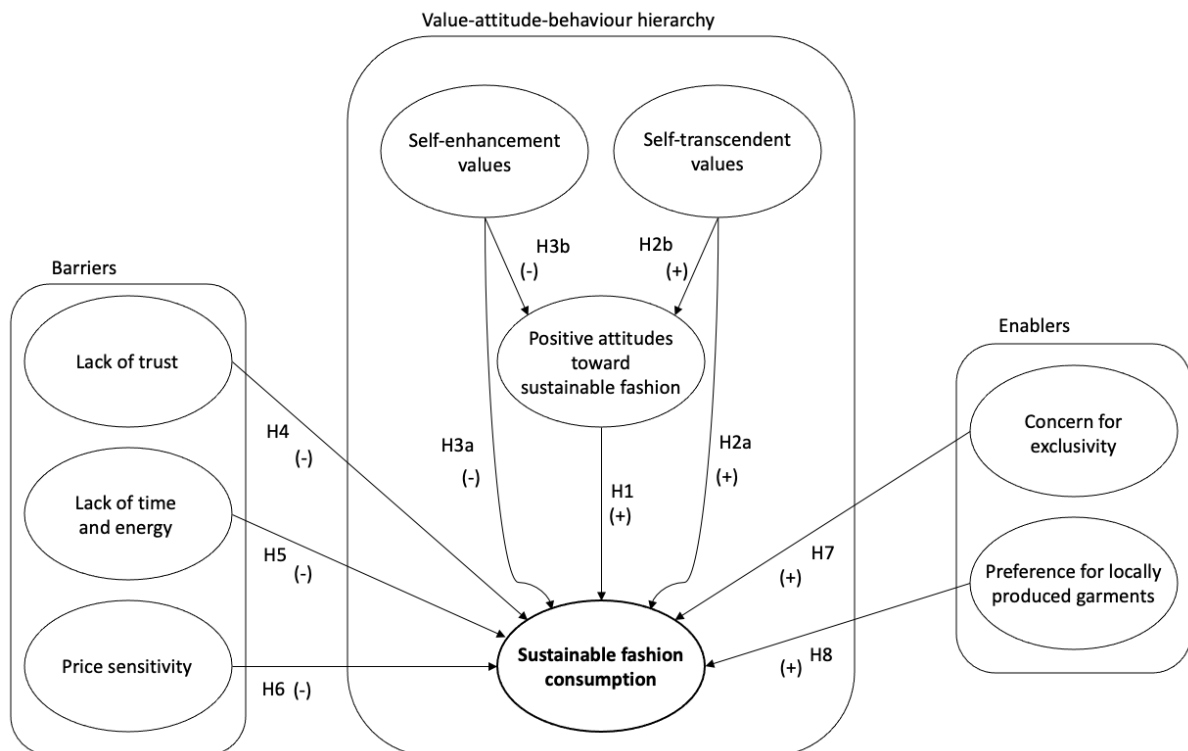 Value-attitude-behaviour hierarchy
Self-enhancement
values
Self-transcendent
values
H3b
(-)
H2b
(+)
Barriers
Lack of trust
Lack of time
and energy
Price sensitivity
Positive attitudes
toward
sustainable fashion
Enablers
Concern for
exclusivity
Preference for locally
produced garments
H4
(-)
H5
(-)
H6 (-)
H3a
(-)
H1
(+)
H2a
(+)
H7
(+)
H8
(+)
Sustainable fashion
consumption